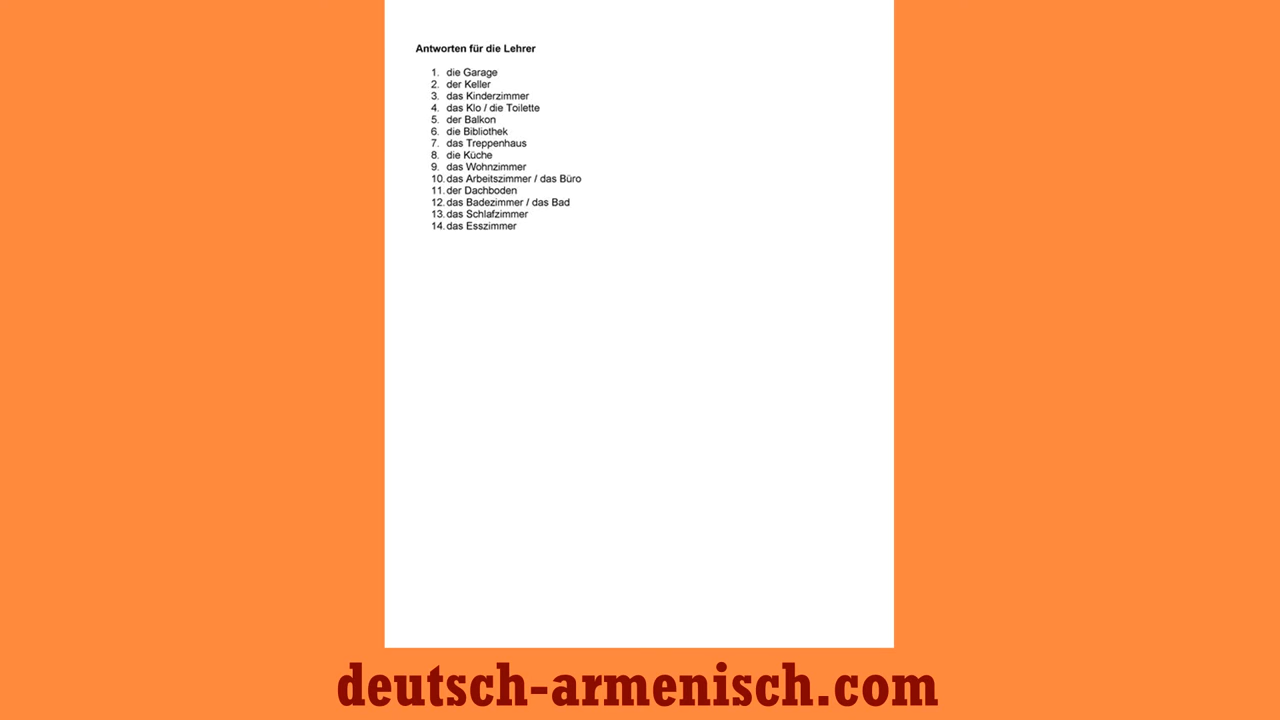 Antworten für die Lehrer
1. die Garage
2. der Keller
3. das Kinderzimmer
4. das Klo / die Toilette
5. der Balkon
6. die Bibliothek
7. das Treppenhaus
8. die Küche
9. das Wohnzimmer
10. das Arbeitszimmer / das Büro
11. der Dachboden
12. das Badezimmer / das Bad
13. das Schlafzimmer
14. das Esszimmer
deutsch-armenisch.com